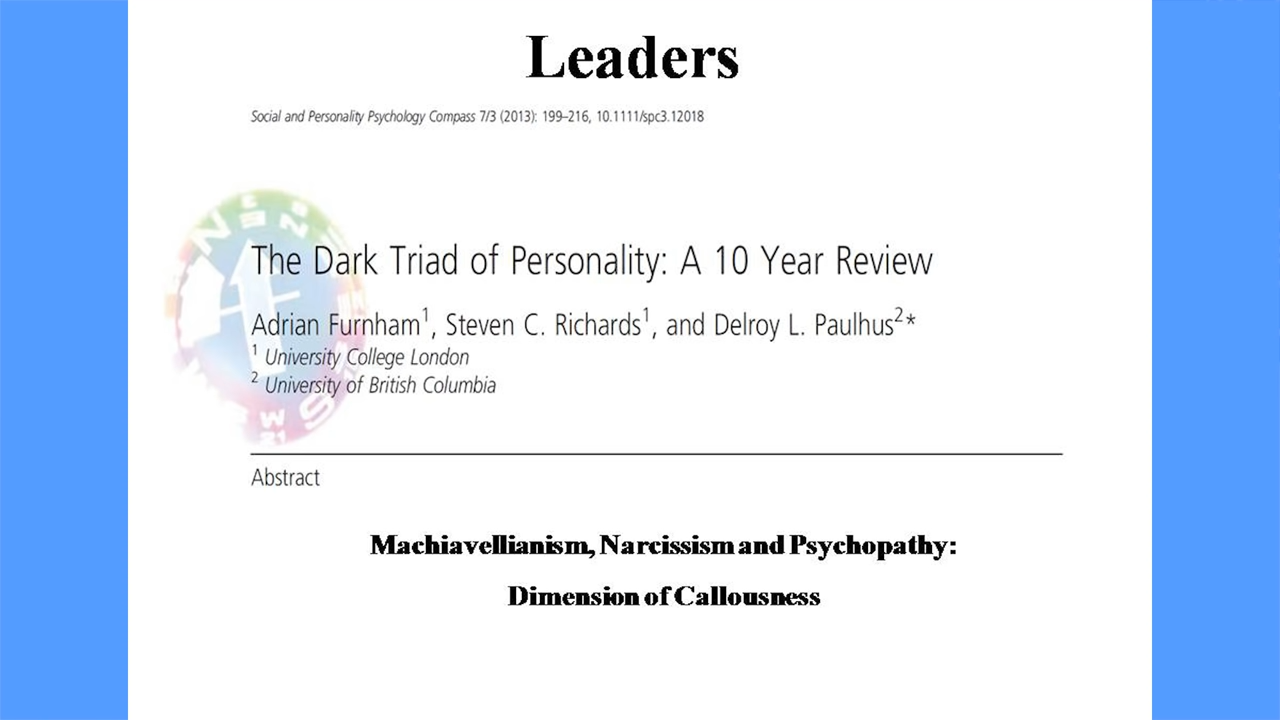 Leaders
Social and Personality Psychology Compass 7/3 (2013): 199–216, 10.1111/spc3.12018
The Dark Triad of Personality: A 10 Year Review
Adrian Furnham1, Steven C. Richards1, and Delroy L. Paulhus2*
1 University College London
2 University of British Columbia
Abstract
Machiavellianism, Narcissism and Psychopathy:
Dimension of Callousness